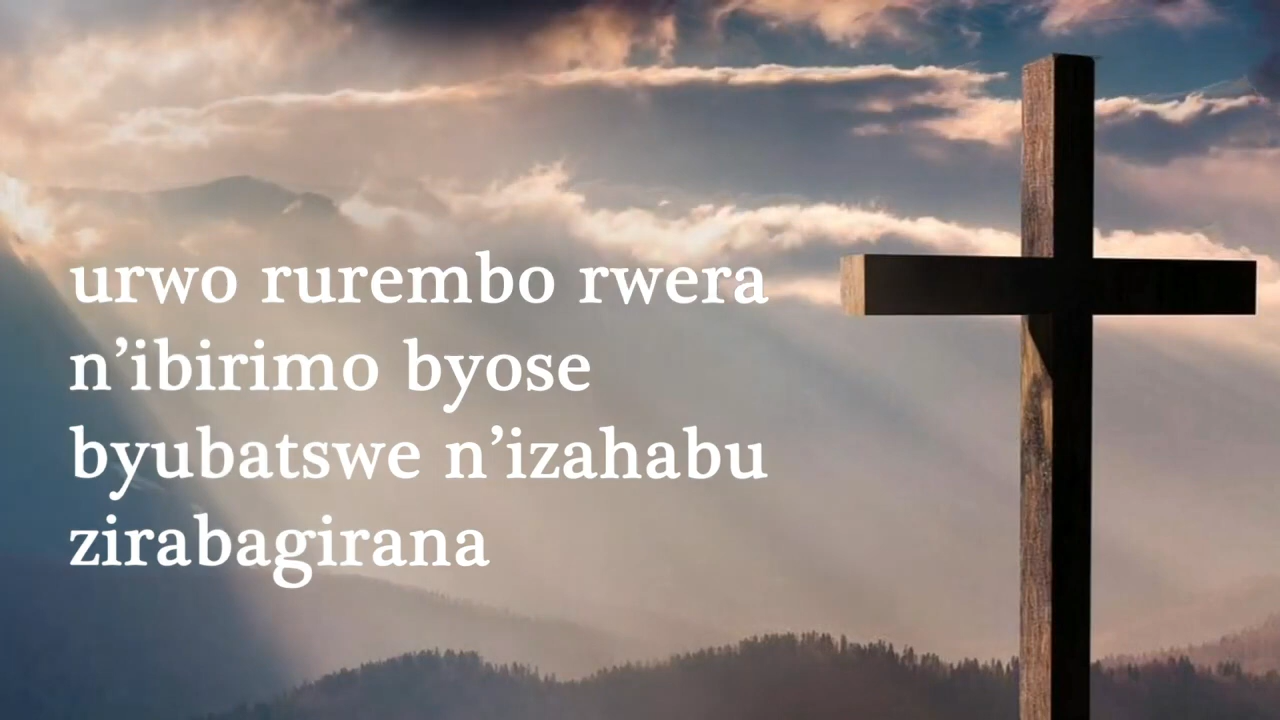 urwo rurembo rwera
n’ibirimo byose
byubatswe n’izahabu
zirabagirana